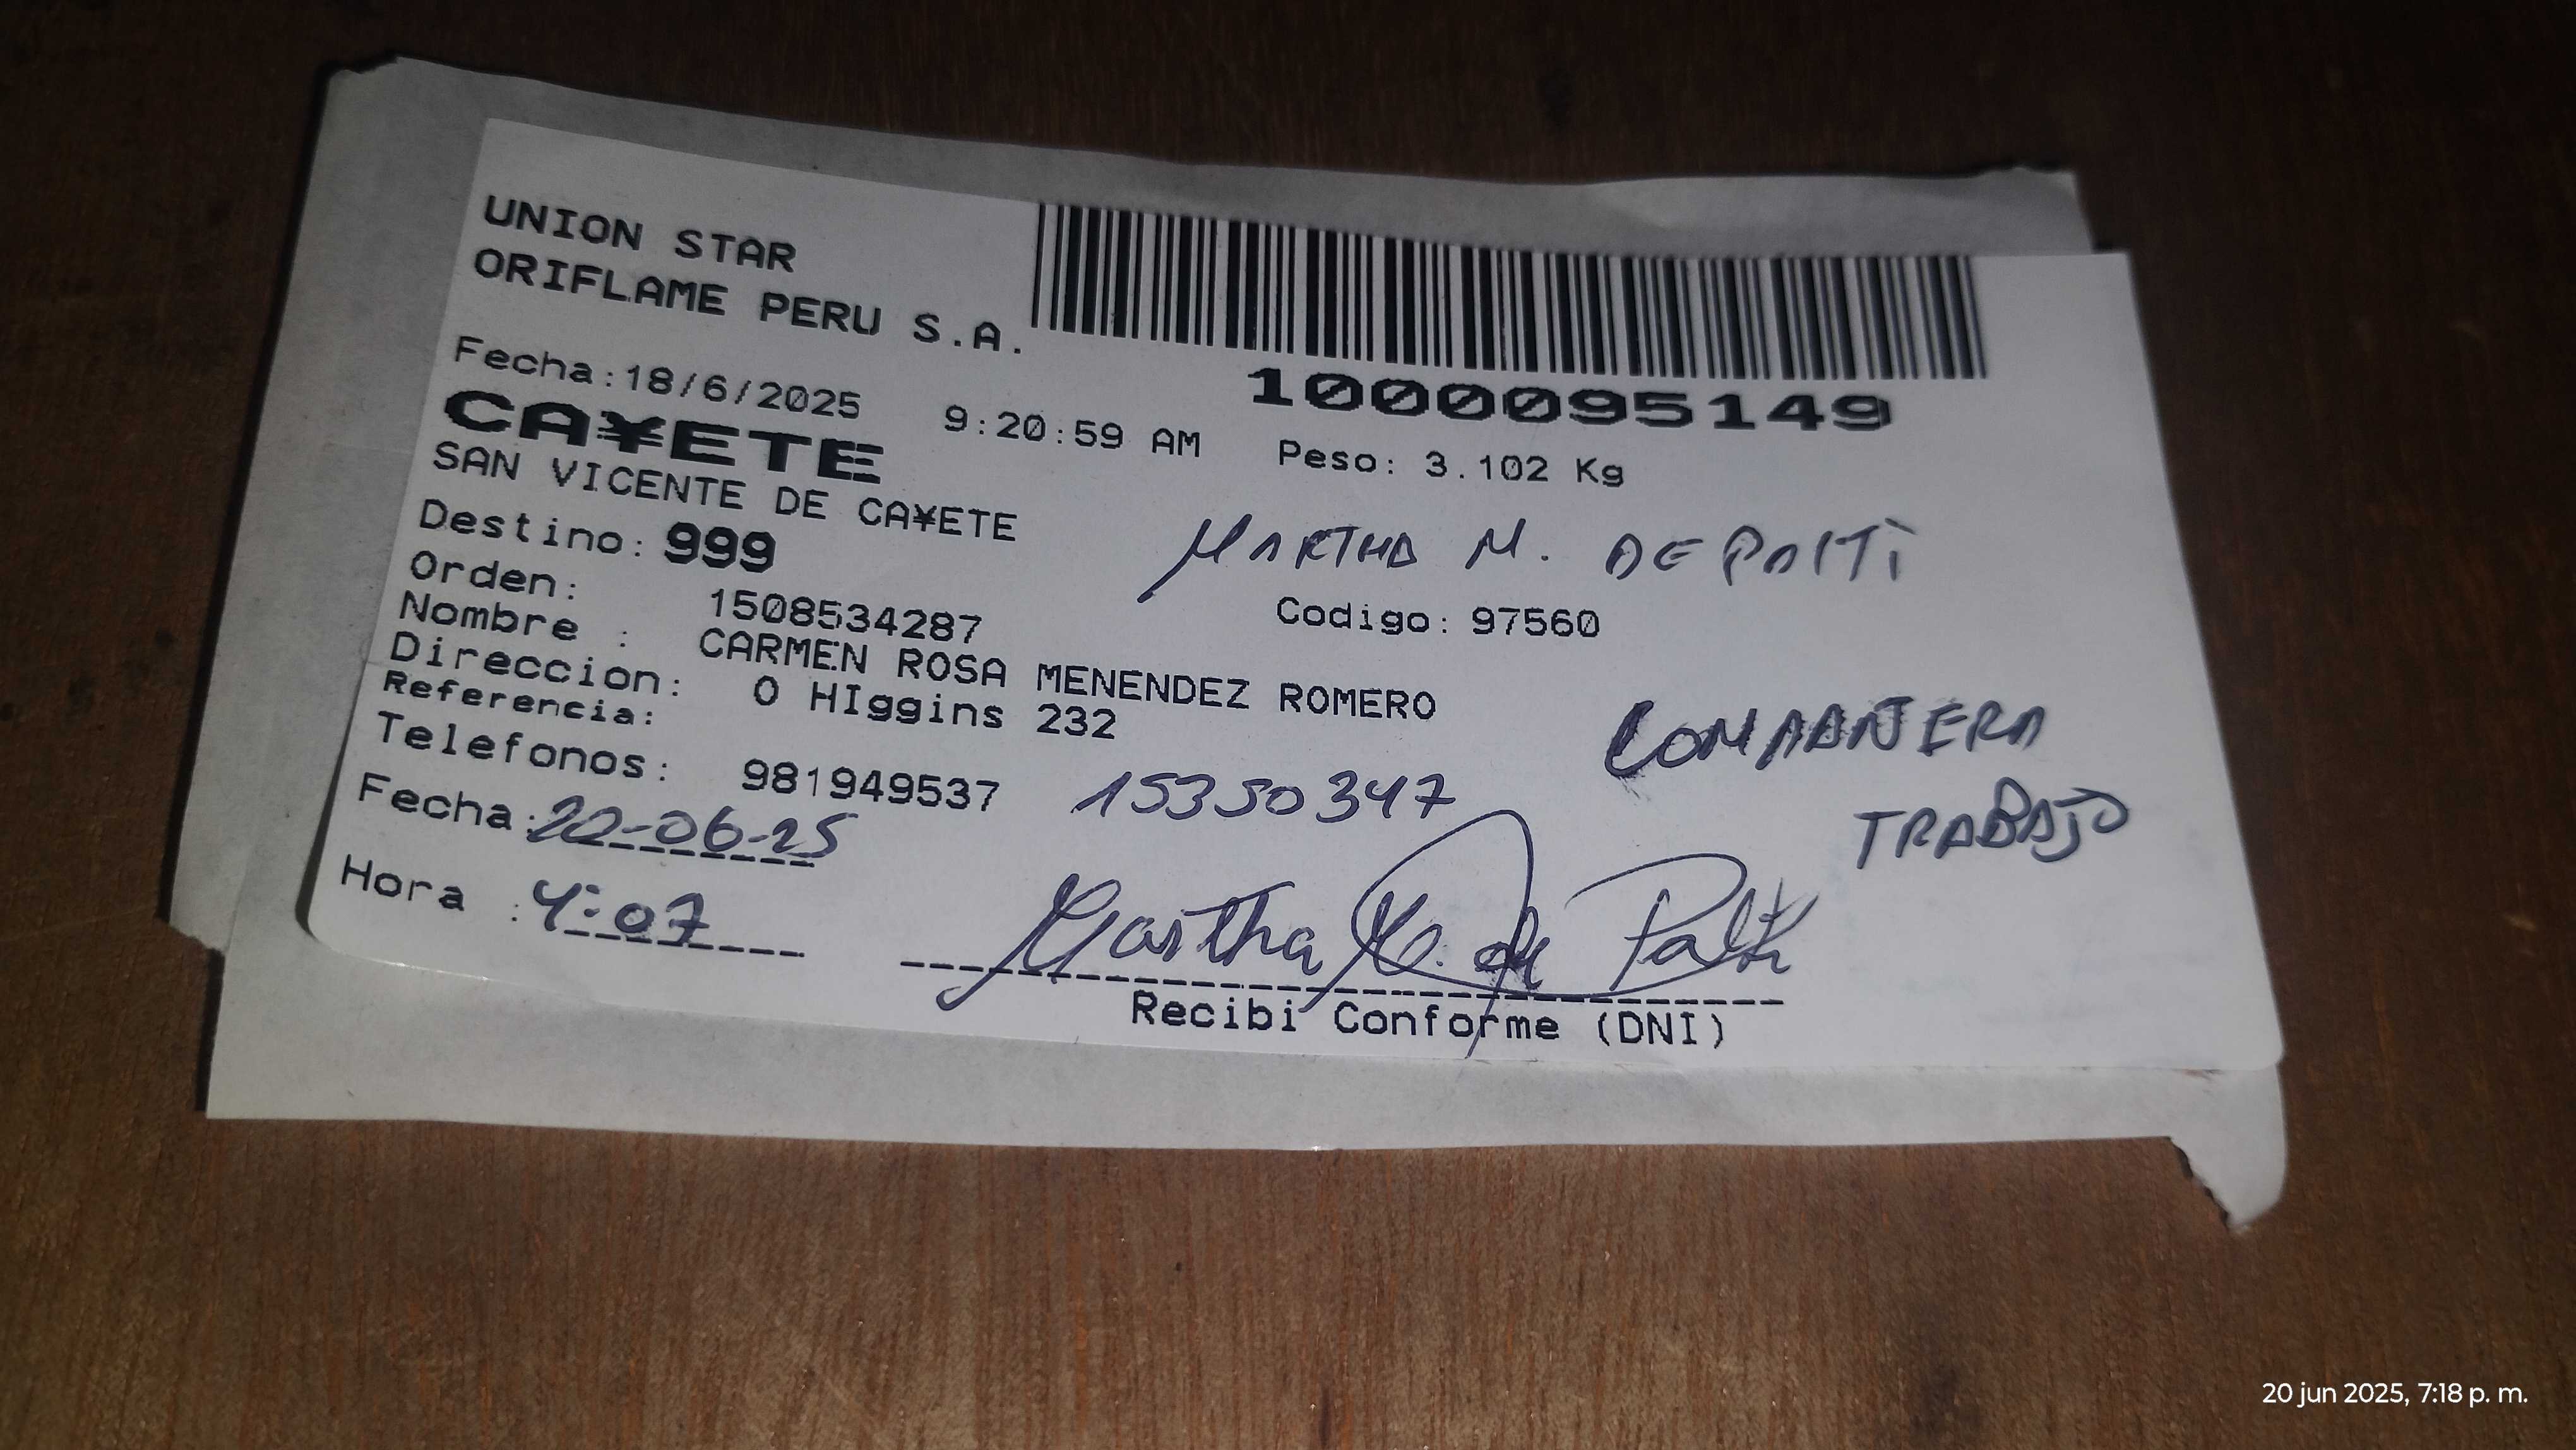 UNION STAR
ORIFLAME PERU S.A.
1000095149
Fecha:18/6/2025 9:20:59 AM Peso: 3.102 Kg
CA¥ETE
SAN VICENTE DE CA¥ETE
MARTHA M. DE PAITÌ
Destino: 999
Orden: 1508534287 Codigo: 97560
Nombre : CARMEN ROSA MENENDEZ ROMERO
Direccion: O HIggins 232
Referencia:
COMPAÑERA
TRABAJO
Telefonos: 981949537 15350347
Fecha: 20-06-25
Hora : 4:07
Martha M. de
Recibi Conforme (DNI)
20 jun 2025, 7:18 p. m.